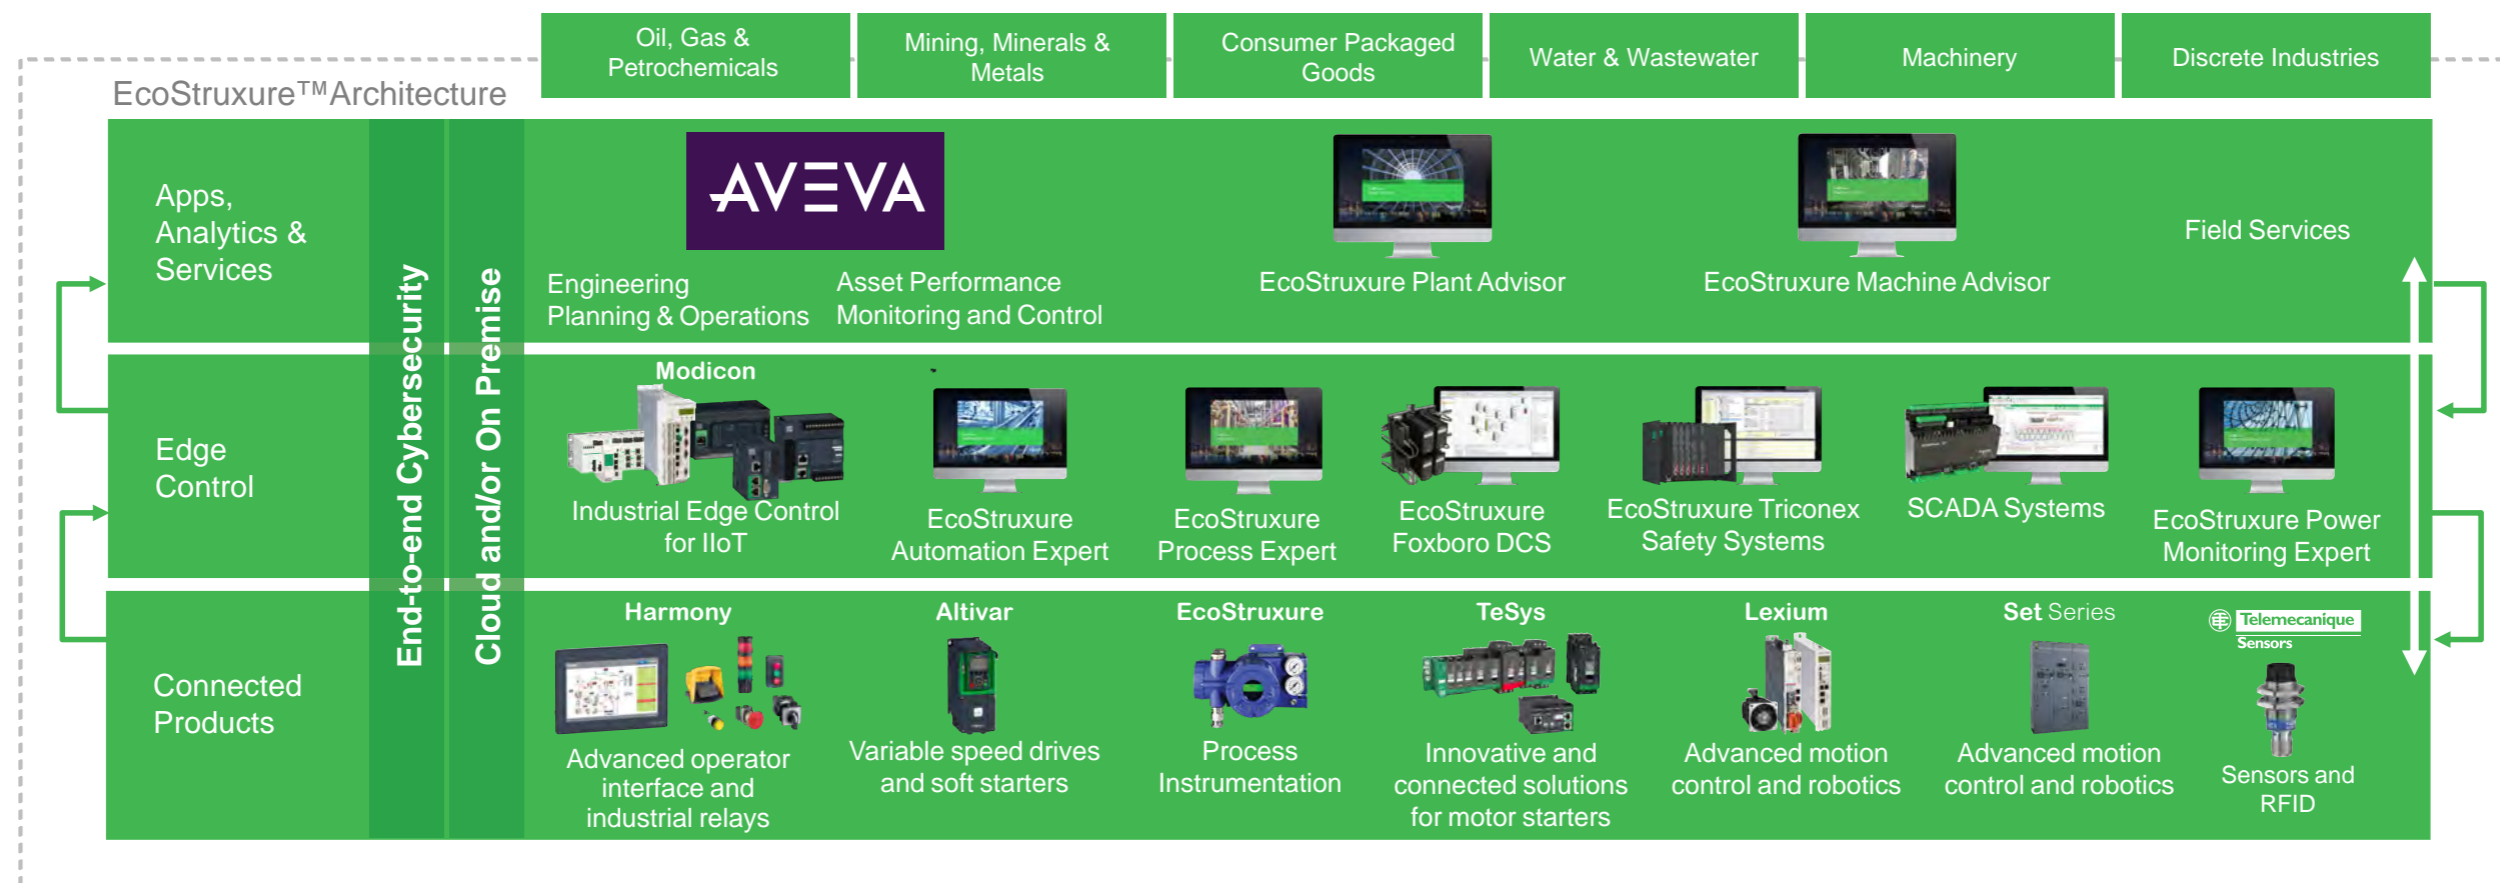 Oil, Gas &
Petrochemicals
Mining, Minerals &
Metals
Consumer Packaged
Goods
Water & Wastewater
Machinery
Discrete Industries
EcoStruxure™Architecture
Apps,
Analytics &
Services
End-to-end Cybersecurity
Cloud and/or On Premise
AVEVA
Engineering
Planning & Operations
Asset Performance
Monitoring and Control
EcoStruxure Plant Advisor
EcoStruxure Machine Advisor
Field Services
Edge
Control
Modicon
Industrial Edge Control
for IIoT
EcoStruxure
Automation Expert
EcoStruxure
Process Expert
EcoStruxure
Foxboro DCS
EcoStruxure Triconex
Safety Systems
SCADA Systems
EcoStruxure Power
Monitoring Expert
Connected
Products
Harmony
Advanced operator
interface and
industrial relays
Altivar
Variable speed drives
and soft starters
EcoStruxure
Process
Instrumentation
TeSys
Innovative and
connected solutions
for motor starters
Lexium
Advanced motion
control and robotics
Set Series
Advanced motion
control and robotics
Telemecanique
Sensors
Sensors and
RFID